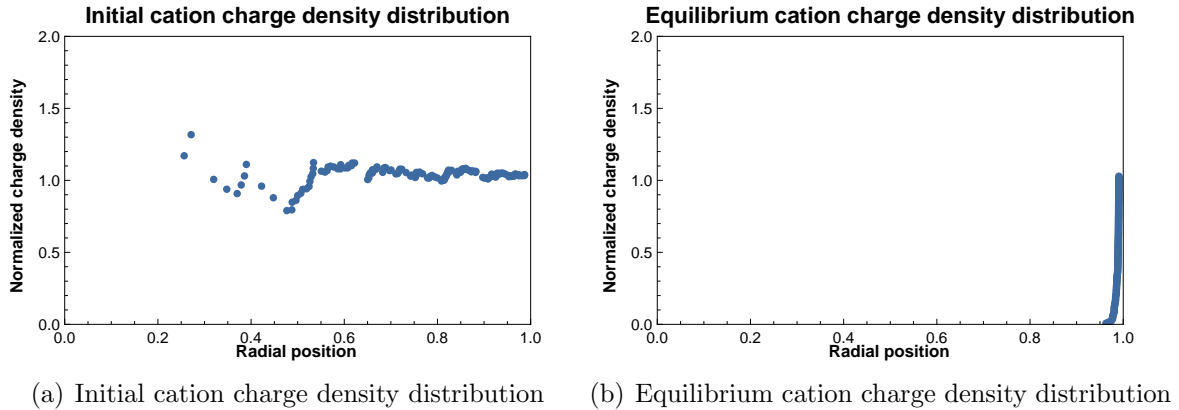 Initial cation charge density distribution
Normalized charge density
2.0
1.5
1.0
0.5
0.0
0.0 0.2 0.4 0.6 0.8 1.0
Radial position
(a) Initial cation charge density distribution
Equilibrium cation charge density distribution
Normalized charge density
2.0
1.5
1.0
0.5
0.0
0.0 0.2 0.4 0.6 0.8 1.0
Radial position
(b) Equilibrium cation charge density distribution